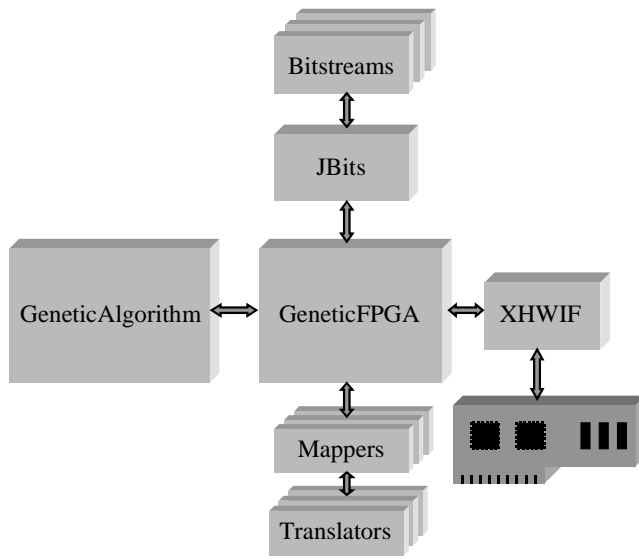 Bitstreams
JBits
GeneticAlgorithm
GeneticFPGA
XHWIF
Mappers
Translators